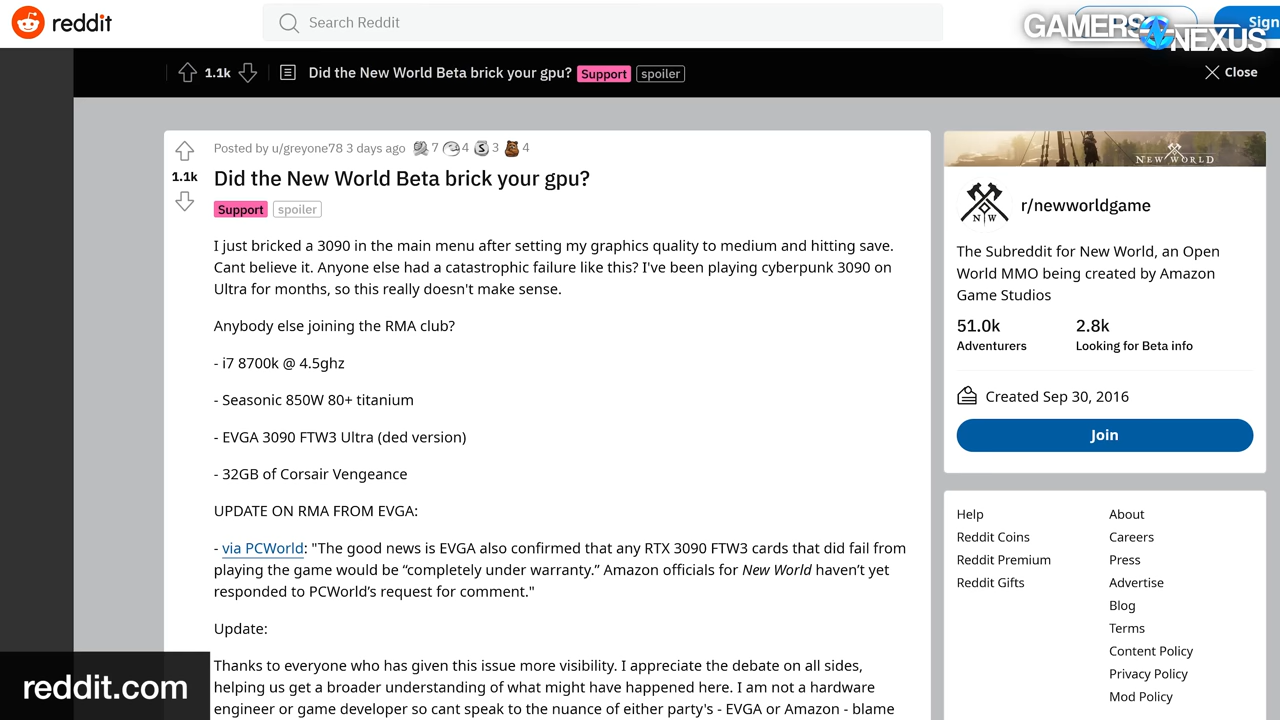 reddit
Search Reddit
Sign
GAMERS NEXUS
1.1k
Did the New World Beta brick your gpu? Support spoiler
Close
Posted by u/greyone78 3 days ago 7 4 3 4
1.1k
Did the New World Beta brick your gpu?
Support spoiler
I just bricked a 3090 in the main menu after setting my graphics quality to medium and hitting save.
Cant believe it. Anyone else had a catastrophic failure like this? I've been playing cyberpunk 3090 on
Ultra for months, so this really doesn't make sense.
Anybody else joining the RMA club?
- i7 8700k @ 4.5ghz
- Seasonic 850W 80+ titanium
- EVGA 3090 FTW3 Ultra (ded version)
- 32GB of Corsair Vengeance
UPDATE ON RMA FROM EVGA:
- via PCWorld: "The good news is EVGA also confirmed that any RTX 3090 FTW3 cards that did fail from
playing the game would be “completely under warranty.” Amazon officials for New World haven’t yet
responded to PCWorld’s request for comment."
Update:
Thanks to everyone who has given this issue more visibility. I appreciate the debate on all sides,
helping us get a broader understanding of what might have happened here. I am not a hardware
engineer or game developer so cant speak to the nuance of either party's - EVGA or Amazon - blame
NEW WORLD
N W
r/newworldgame
The Subreddit for New World, an Open
World MMO being created by Amazon
Game Studios
51.0k 2.8k
Adventurers Looking for Beta info
Created Sep 30, 2016
Join
Help About
Reddit Coins Careers
Reddit Premium Press
Reddit Gifts Advertise
Blog
Terms
Content Policy
Privacy Policy
Mod Policy
reddit.com